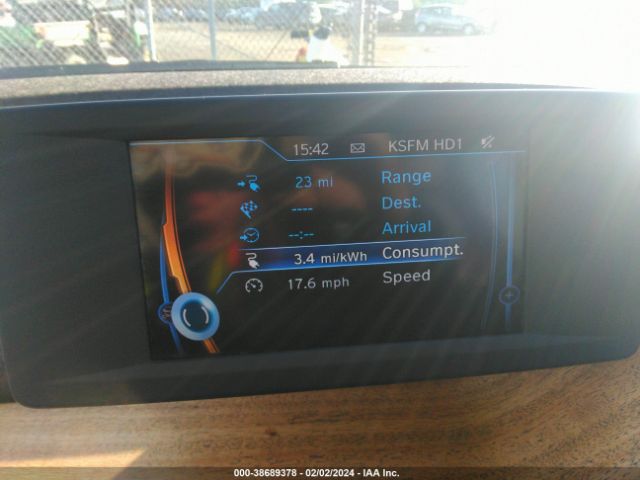 15:42 KSFM HD1
23 mi Range
---- Dest.
--:-- Arrival
3.4 mi/kWh Consumpt.
17.6 mph Speed
000-38689378 - 02/02/2024 - IAA Inc.